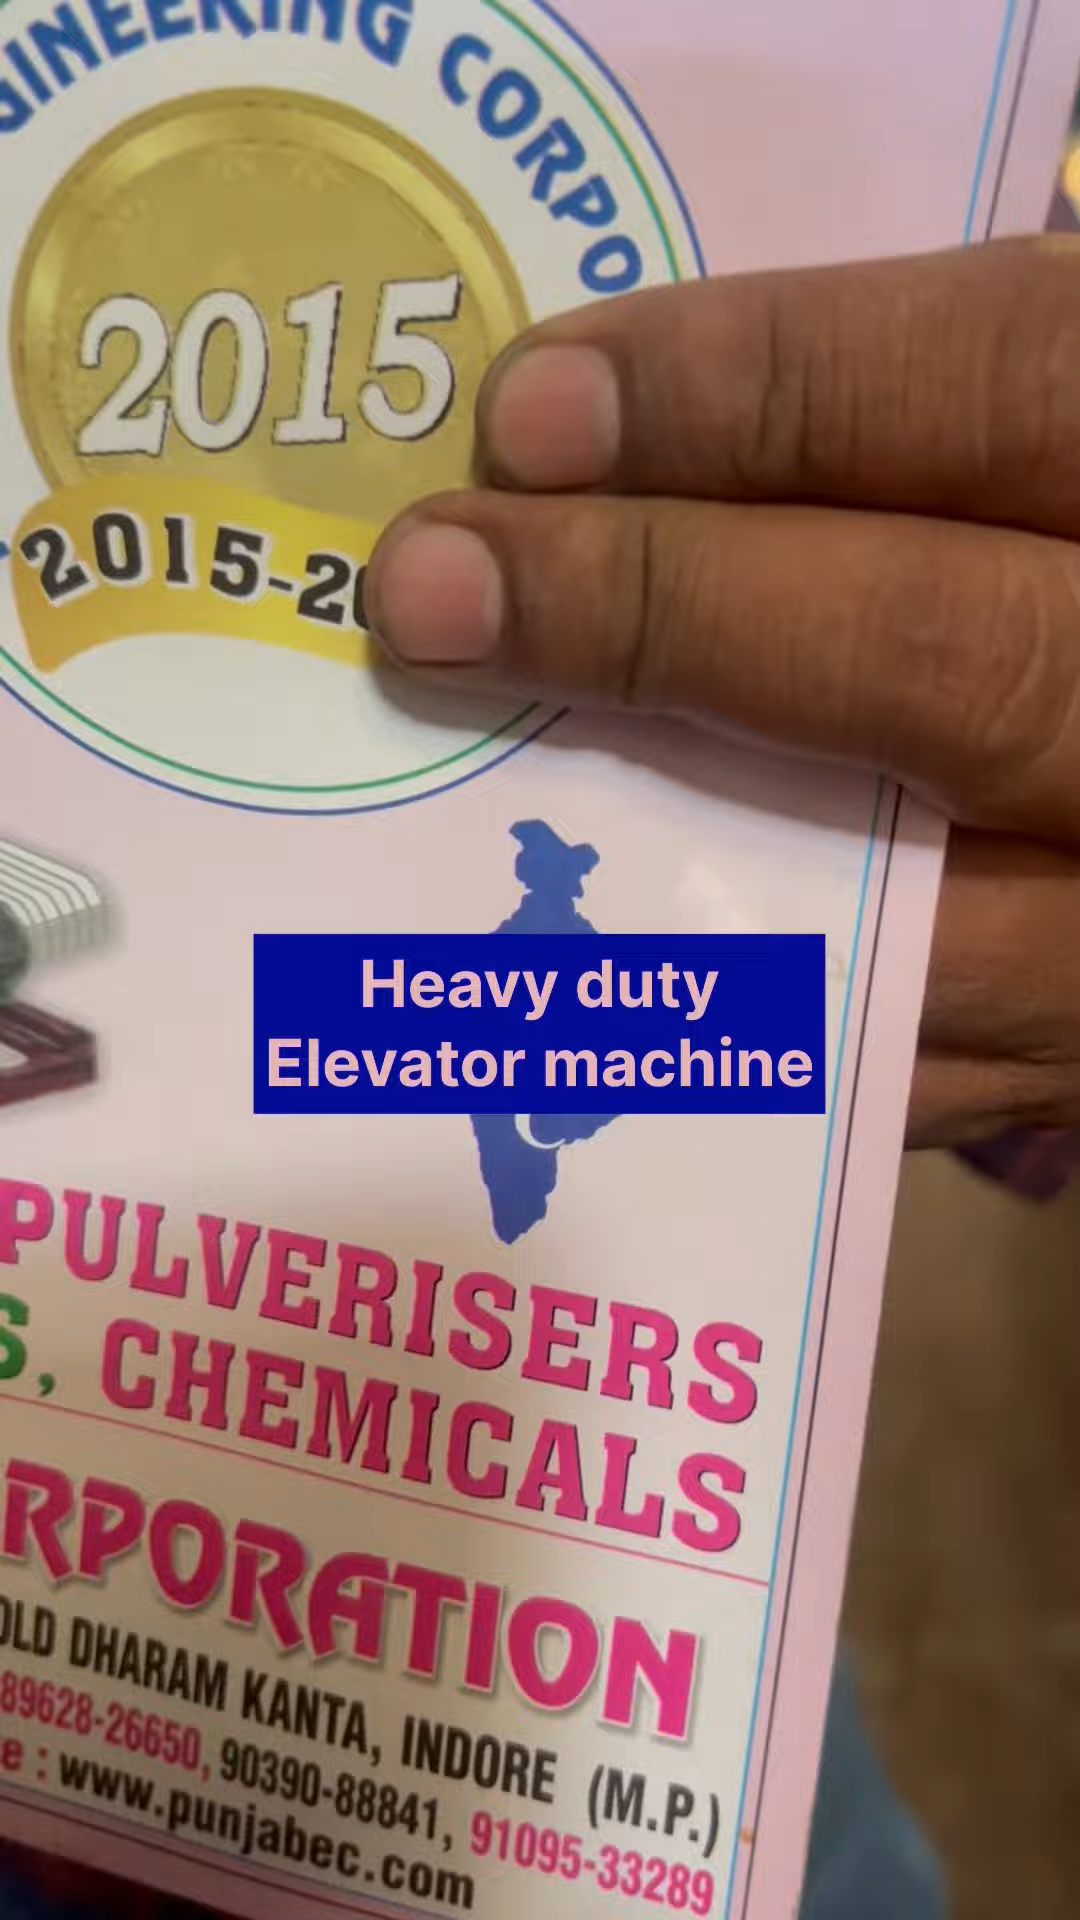 GINEERING CORPO
2015
2015-20
Heavy duty
Elevator machine
PULVERISERS
S, CHEMICALS
RPORATION
OLD DHARAM KANTA, INDORE (M.P.)
89628-26650, 90390-88841, 91095-33289
e : www.punjabec.com